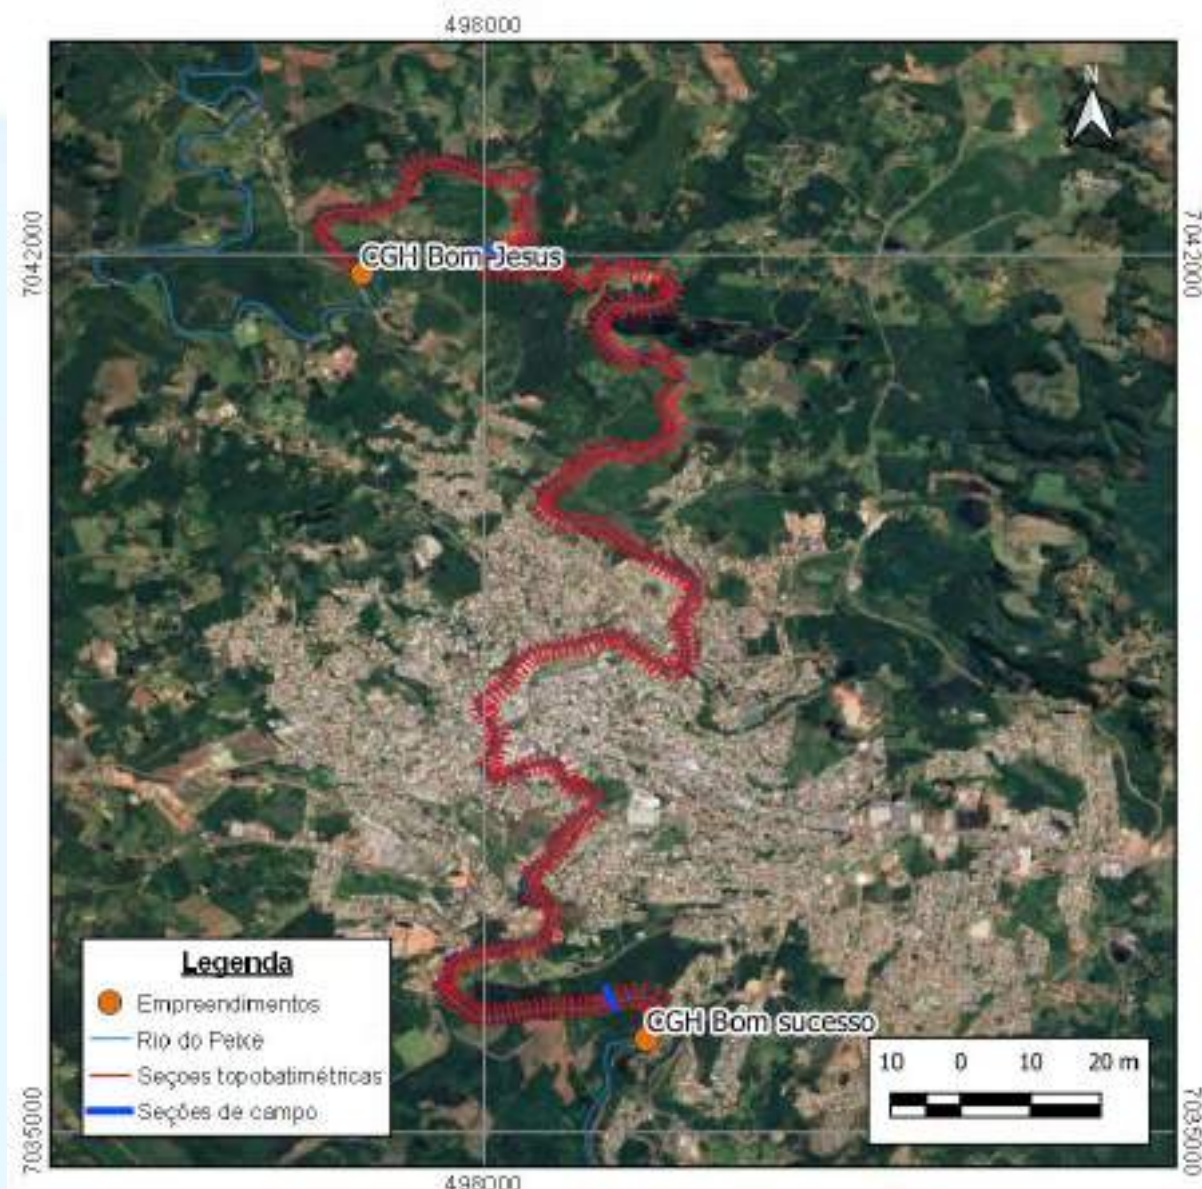 498000
N
7042000
7042000
CGH Bom Jesus
Legenda
Empreendimentos
Rio do Peixe
Seçoes topobatimétricas
Seções de campo
CGH Bom sucesso
10 0 10 20 m
7035000
7035000
498000